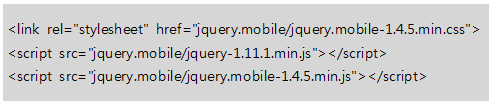 <link rel="stylesheet" href="jquery.mobile/jquery.mobile-1.4.5.min.css">
<script src="jquery.mobile/jquery-1.11.1.min.js"></script>
<script src="jquery.mobile/jquery.mobile-1.4.5.min.js"></script>